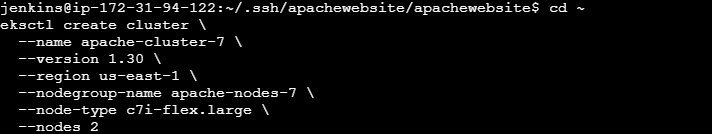 jenkins@ip-172-31-94-122:~/.ssh/apachewebsite/apachewebsite$ cd ~
eksctl create cluster \
  --name apache-cluster-7 \
  --version 1.30 \
  --region us-east-1 \
  --nodegroup-name apache-nodes-7 \
  --node-type c7i-flex.large \
  --nodes 2